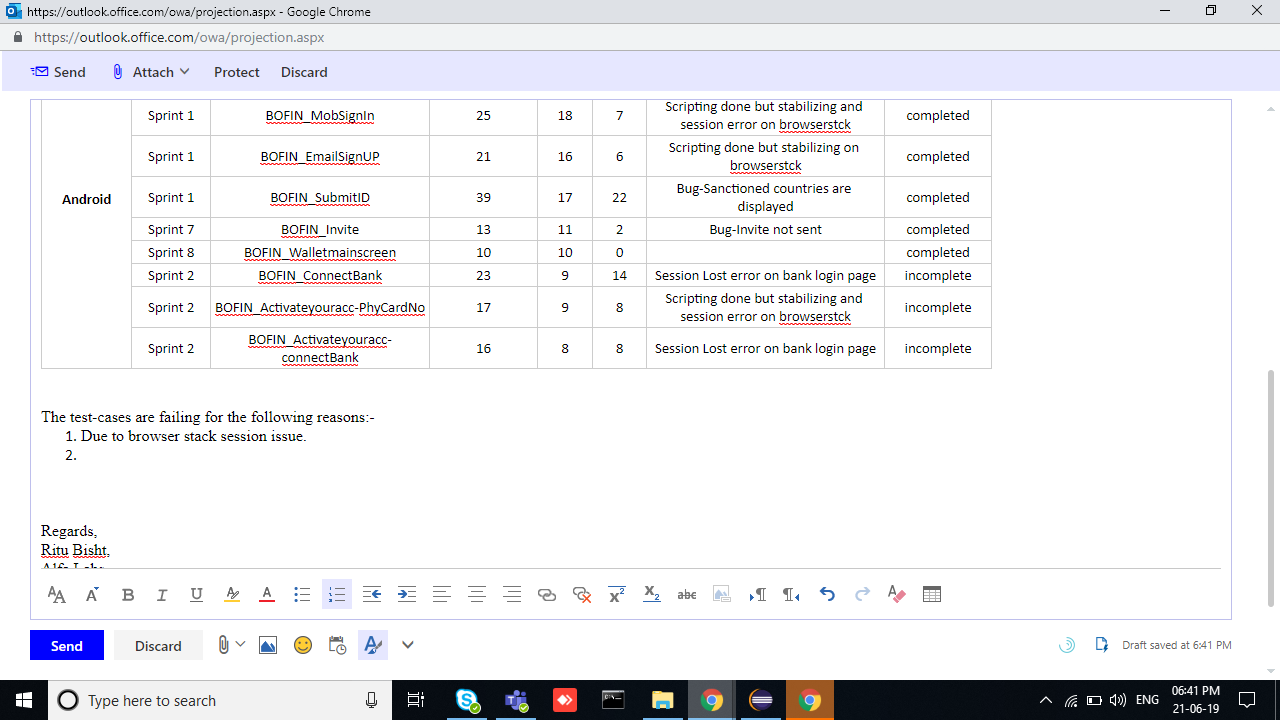 https://outlook.office.com/owa/projection.aspx - Google Chrome
https://outlook.office.com/owa/projection.aspx
Send Attach Protect Discard
Android
Sprint 1 BOFIN_MobSignIn 25 18 7 Scripting done but stabilizing and session error on browserstck completed
Sprint 1 BOFIN_EmailSignUP 21 16 6 Scripting done but stabilizing on browserstck completed
Sprint 1 BOFIN_SubmitID 39 17 22 Bug-Sanctioned countries are displayed completed
Sprint 7 BOFIN_Invite 13 11 2 Bug-Invite not sent completed
Sprint 8 BOFIN_Walletmainscreen 10 10 0 completed
Sprint 2 BOFIN_ConnectBank 23 9 14 Session Lost error on bank login page incomplete
Sprint 2 BOFIN_Activateyouracc-PhyCardNo 17 9 8 Scripting done but stabilizing and session error on browserstck incomplete
Sprint 2 BOFIN_Activateyouracc-connectBank 16 8 8 Session Lost error on bank login page incomplete
The test-cases are failing for the following reasons:-
1. Due to browser stack session issue.
2.
Regards,
Ritu Bisht,
Send Discard Draft saved at 6:41 PM
Type here to search ENG 06:41 PM
21-06-19